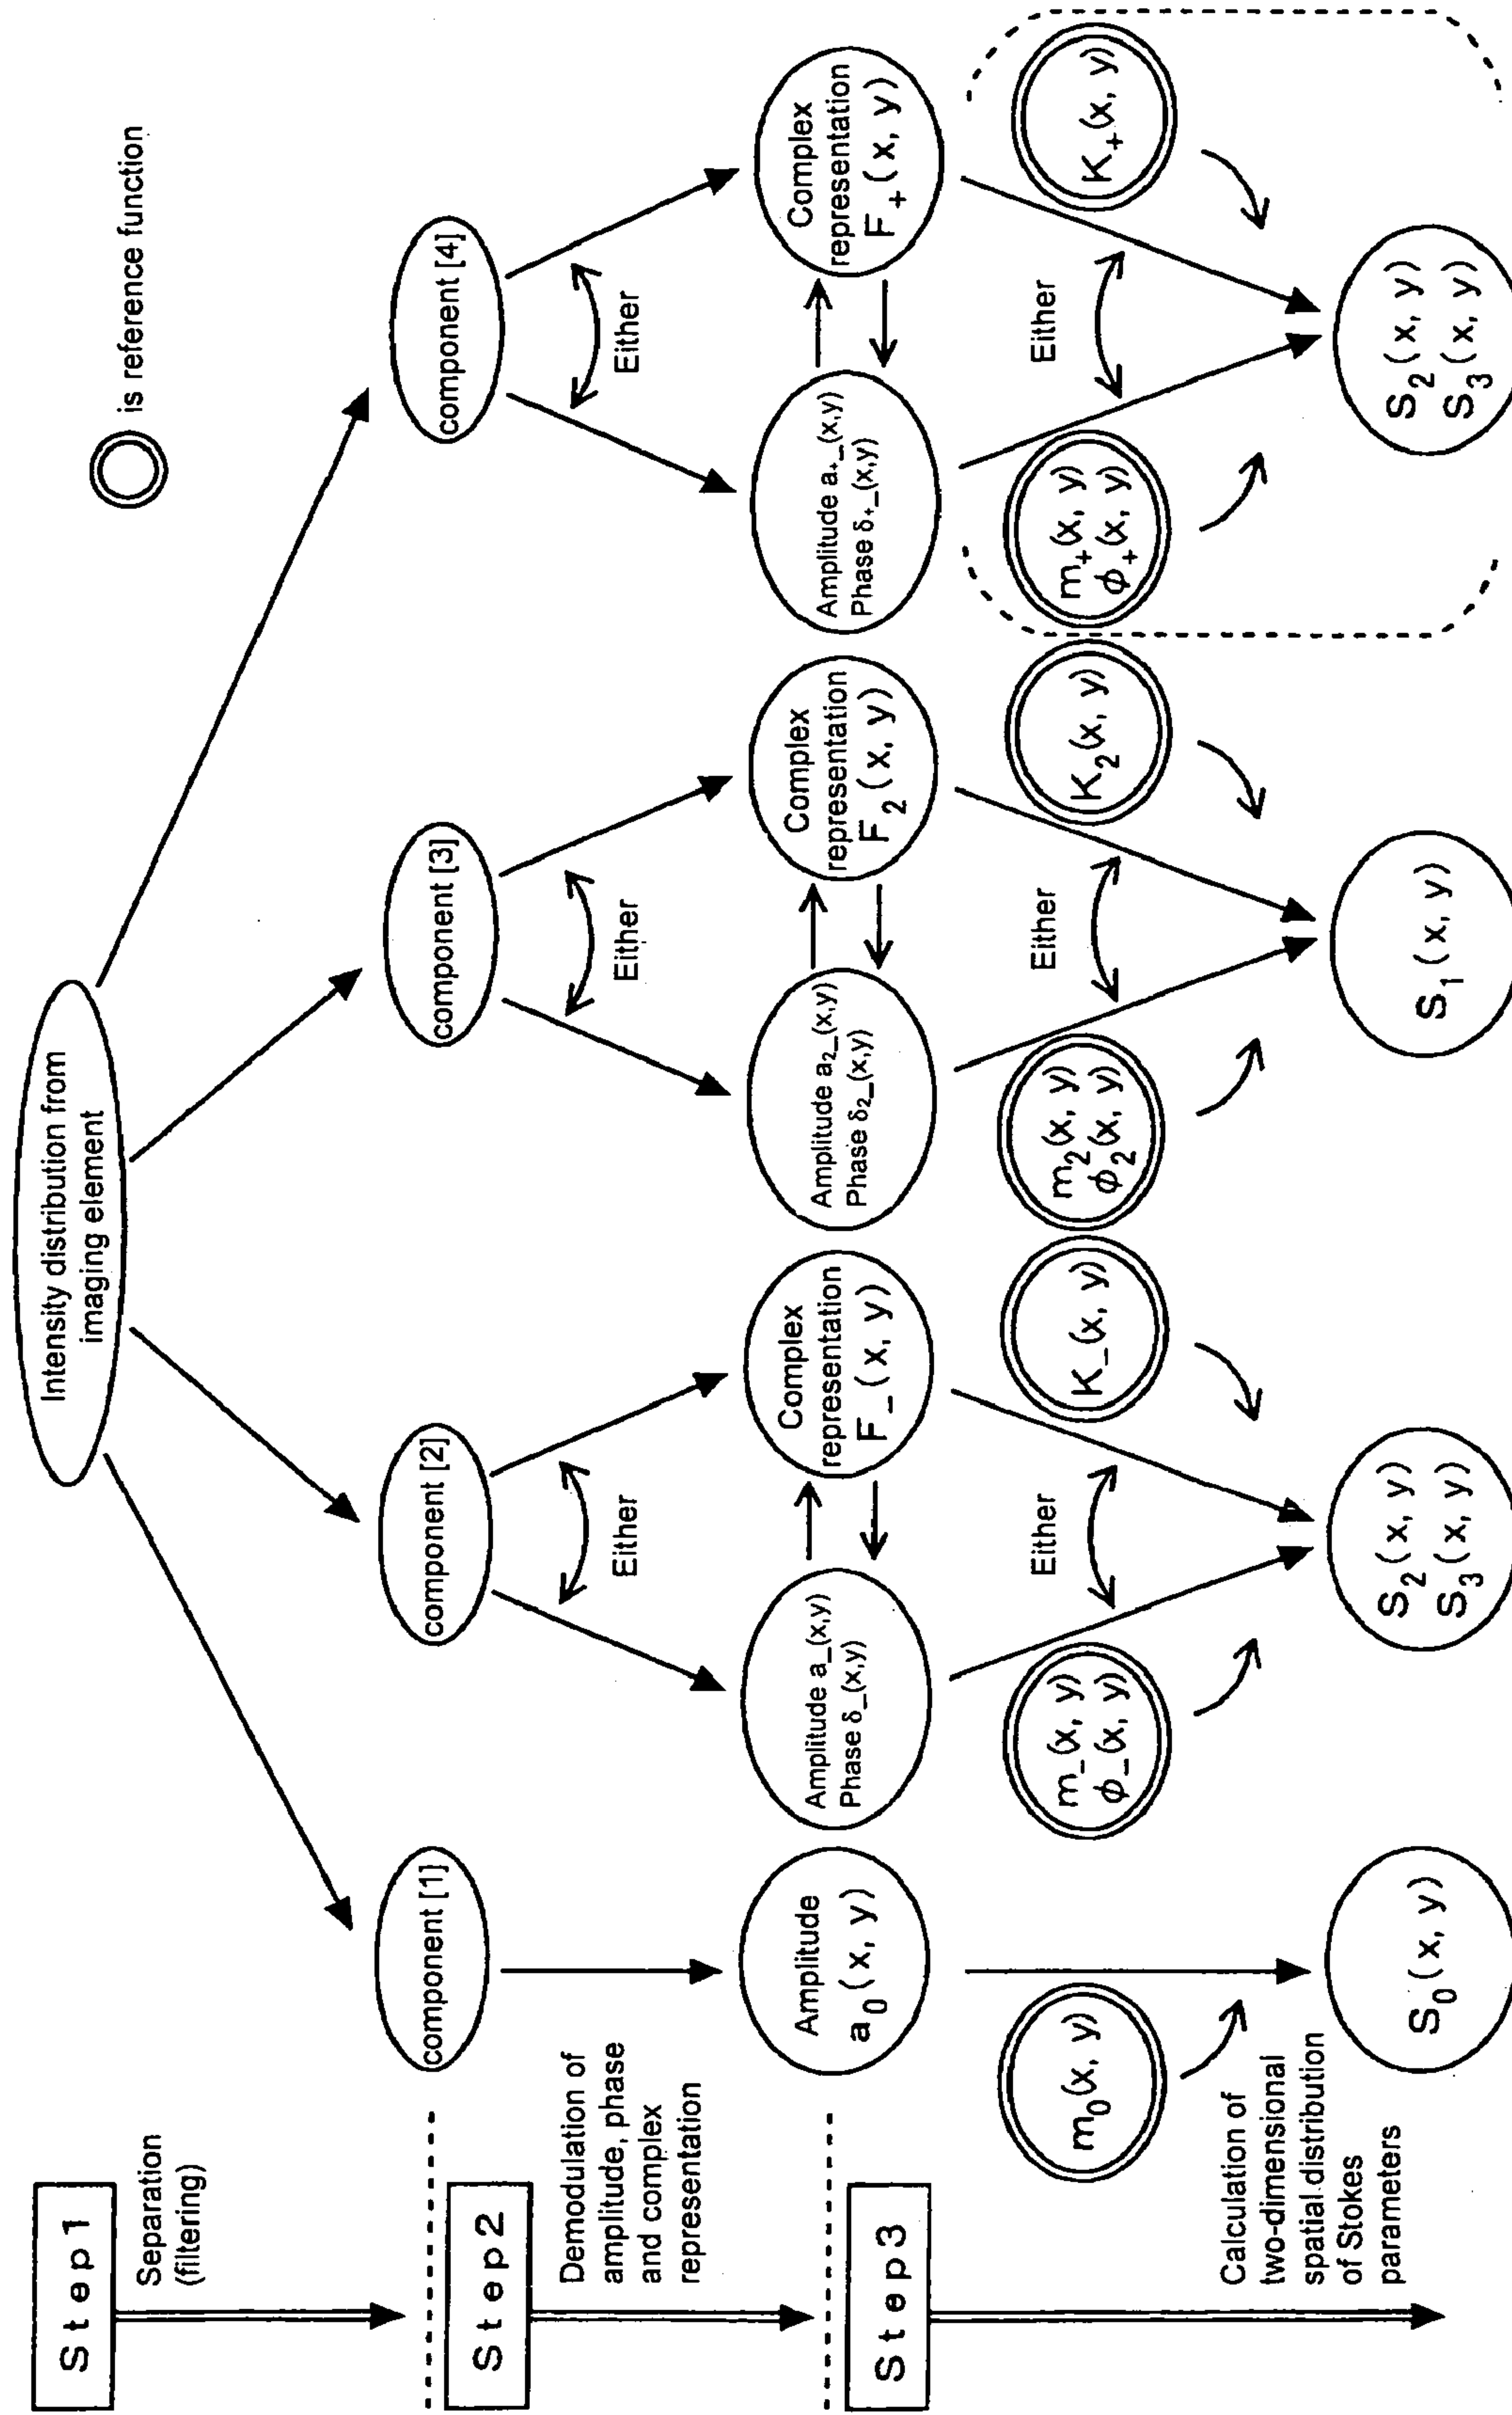 is reference function
Intensity distribution from
imaging element
Step1
Separation
(filtering)
component [1]
component [2]
component [3]
component [4]
Step2
Demodulation of
amplitude, phase
and complex
representation
Either
Either
Either
Amplitude
a₀(x, y)
Amplitude a_(x,y)
Phase δ_(x,y)
Complex
representation
F_(x, y)
Amplitude a₂_(x,y)
Phase δ₂_(x,y)
Complex
representation
F₂(x, y)
Amplitude a₊_(x,y)
Phase δ₊_(x,y)
Complex
representation
F₊(x, y)
Step3
m₀(x, y)
m_(x, y)
ϕ_(x, y)
Either
K_(x, y)
m₂(x, y)
ϕ₂(x, y)
Either
K₂(x, y)
m₊(x, y)
ϕ₊(x, y)
Either
K₊(x, y)
Calculation of
two-dimensional
spatial distribution
of Stokes
parameters
S₀(x, y)
S₂(x, y)
S₃(x, y)
S₁(x, y)
S₂(x, y)
S₃(x, y)